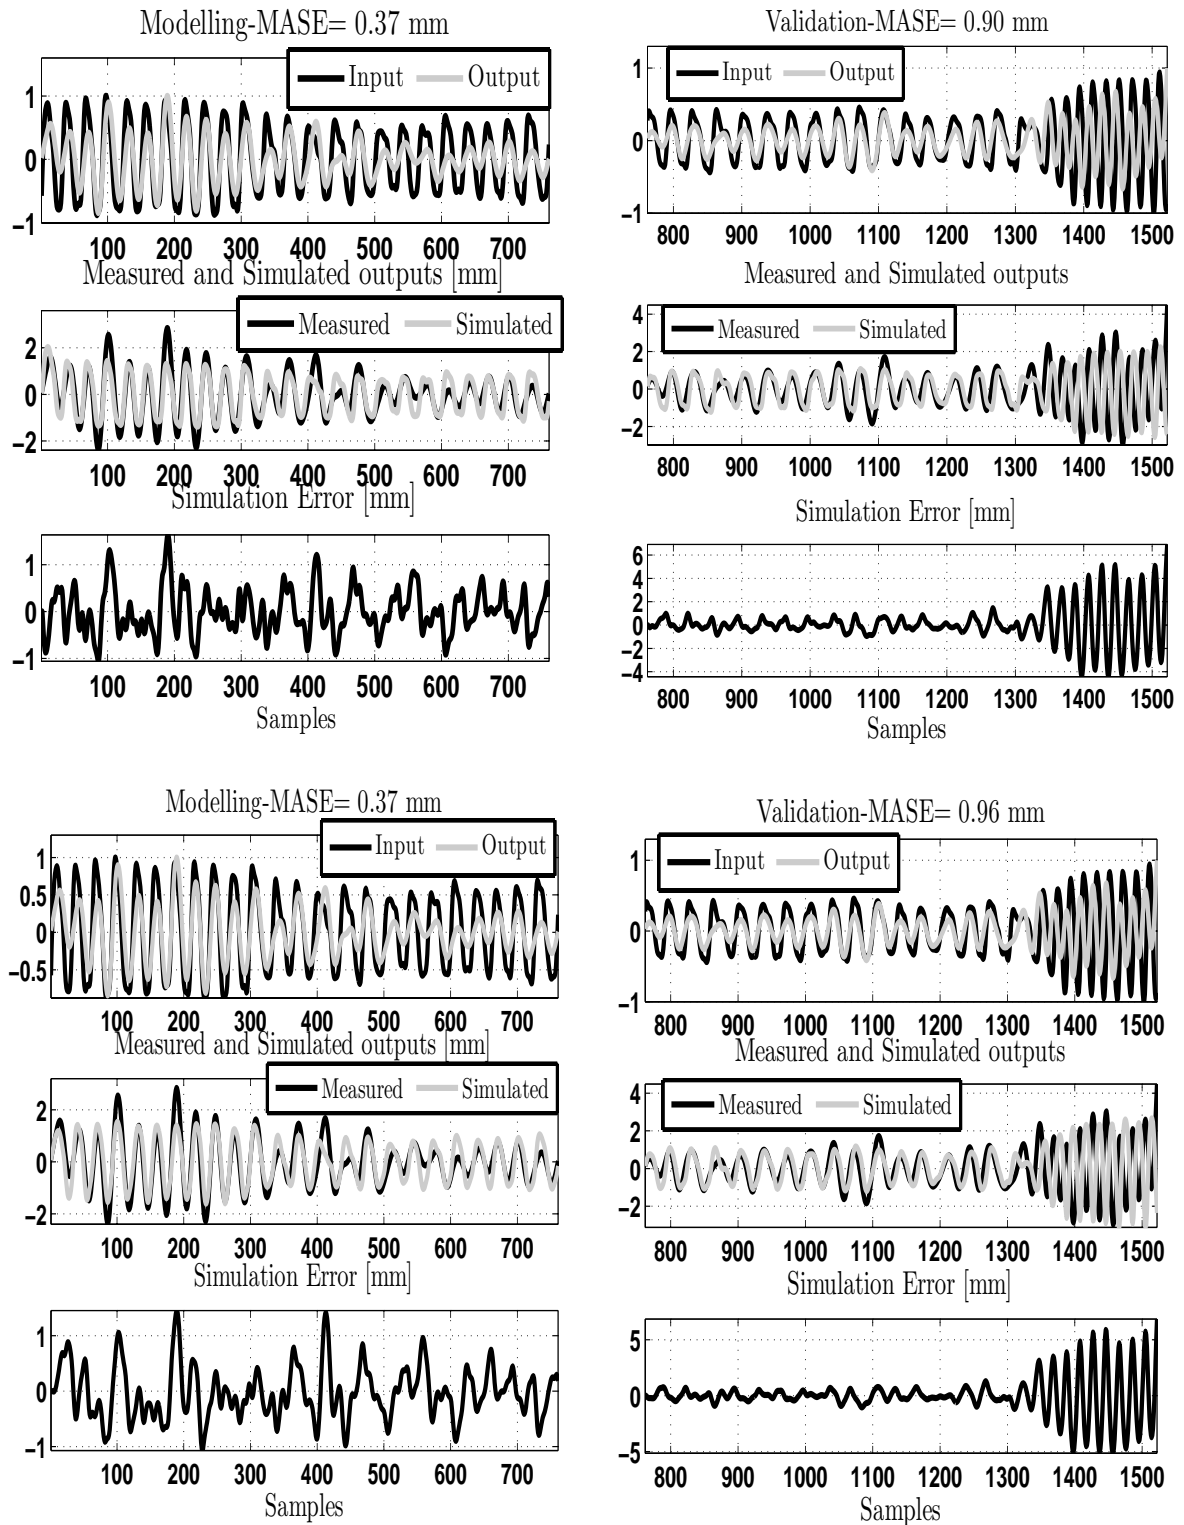 Modelling-MASE= 0.37 mm
Input Output
1
0
−1
100 200 300 400 500 600 700
Measured and Simulated outputs [mm]
Measured Simulated
2
0
−2
100 200 300 400 500 600 700
Simulation Error [mm]
1
0
−1
100 200 300 400 500 600 700
Samples
Validation-MASE= 0.90 mm
Input Output
1
0
−1
800 900 1000 1100 1200 1300 1400 1500
Measured and Simulated outputs
Measured Simulated
4
2
0
−2
800 900 1000 1100 1200 1300 1400 1500
Simulation Error [mm]
6
4
2
0
−2
−4
800 900 1000 1100 1200 1300 1400 1500
Samples
Modelling-MASE= 0.37 mm
Input Output
1
0.5
0
−0.5
100 200 300 400 500 600 700
Measured and Simulated outputs [mm]
Measured Simulated
2
0
−2
100 200 300 400 500 600 700
Simulation Error [mm]
1
0
−1
100 200 300 400 500 600 700
Samples
Validation-MASE= 0.96 mm
Input Output
1
0
−1
800 900 1000 1100 1200 1300 1400 1500
Measured and Simulated outputs
Measured Simulated
4
2
0
−2
800 900 1000 1100 1200 1300 1400 1500
Simulation Error [mm]
5
0
−5
800 900 1000 1100 1200 1300 1400 1500
Samples